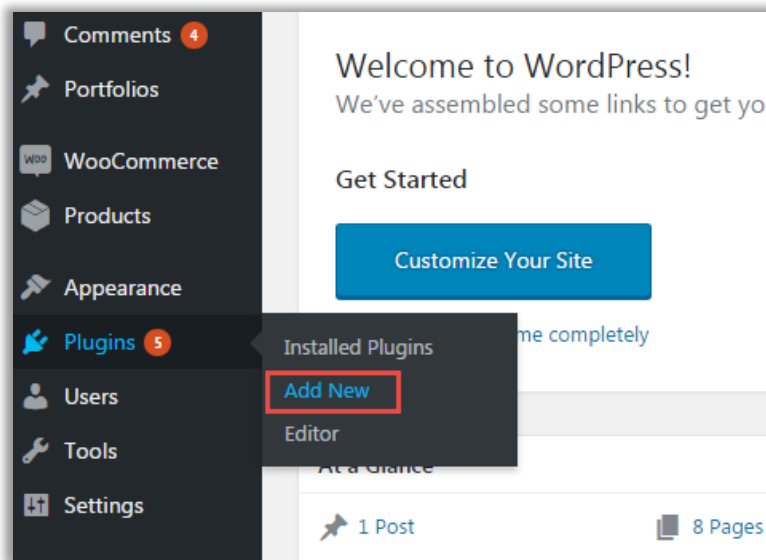 Comments 4
Portfolios
WOO WooCommerce
Products
Appearance
Plugins 5
Users
Tools
Settings
Installed Plugins
Add New
Editor
Welcome to WordPress!
We've assembled some links to get yo
Get Started
Customize Your Site
me completely
At a Glance
1 Post
8 Pages